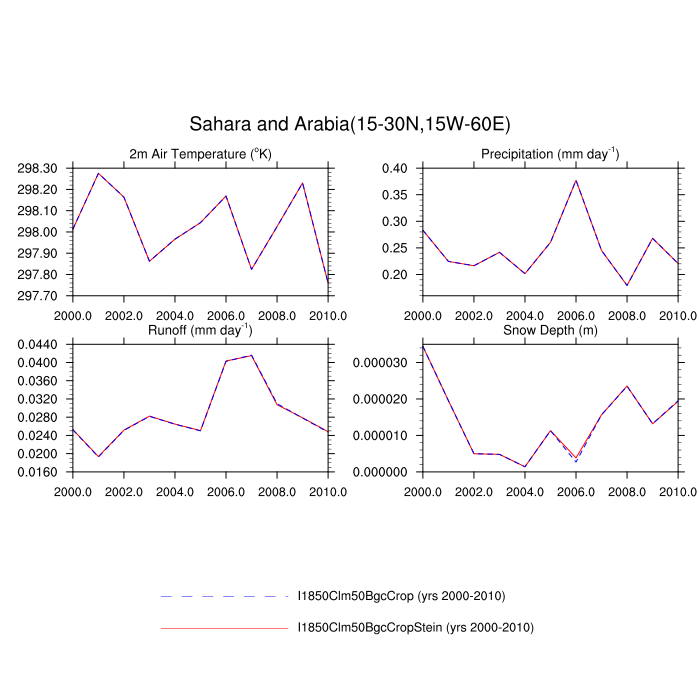 Sahara and Arabia(15-30N,15W-60E)
2m Air Temperature (°K)
298.30
298.20
298.10
298.00
297.90
297.80
297.70
2000.0 2002.0 2004.0 2006.0 2008.0 2010.0
Precipitation (mm day⁻¹)
0.40
0.35
0.30
0.25
0.20
2000.0 2002.0 2004.0 2006.0 2008.0 2010.0
Runoff (mm day⁻¹)
0.0440
0.0400
0.0360
0.0320
0.0280
0.0240
0.0200
0.0160
2000.0 2002.0 2004.0 2006.0 2008.0 2010.0
Snow Depth (m)
0.000030
0.000020
0.000010
0.000000
2000.0 2002.0 2004.0 2006.0 2008.0 2010.0
I1850Clm50BgcCrop (yrs 2000-2010)
I1850Clm50BgcCropStein (yrs 2000-2010)